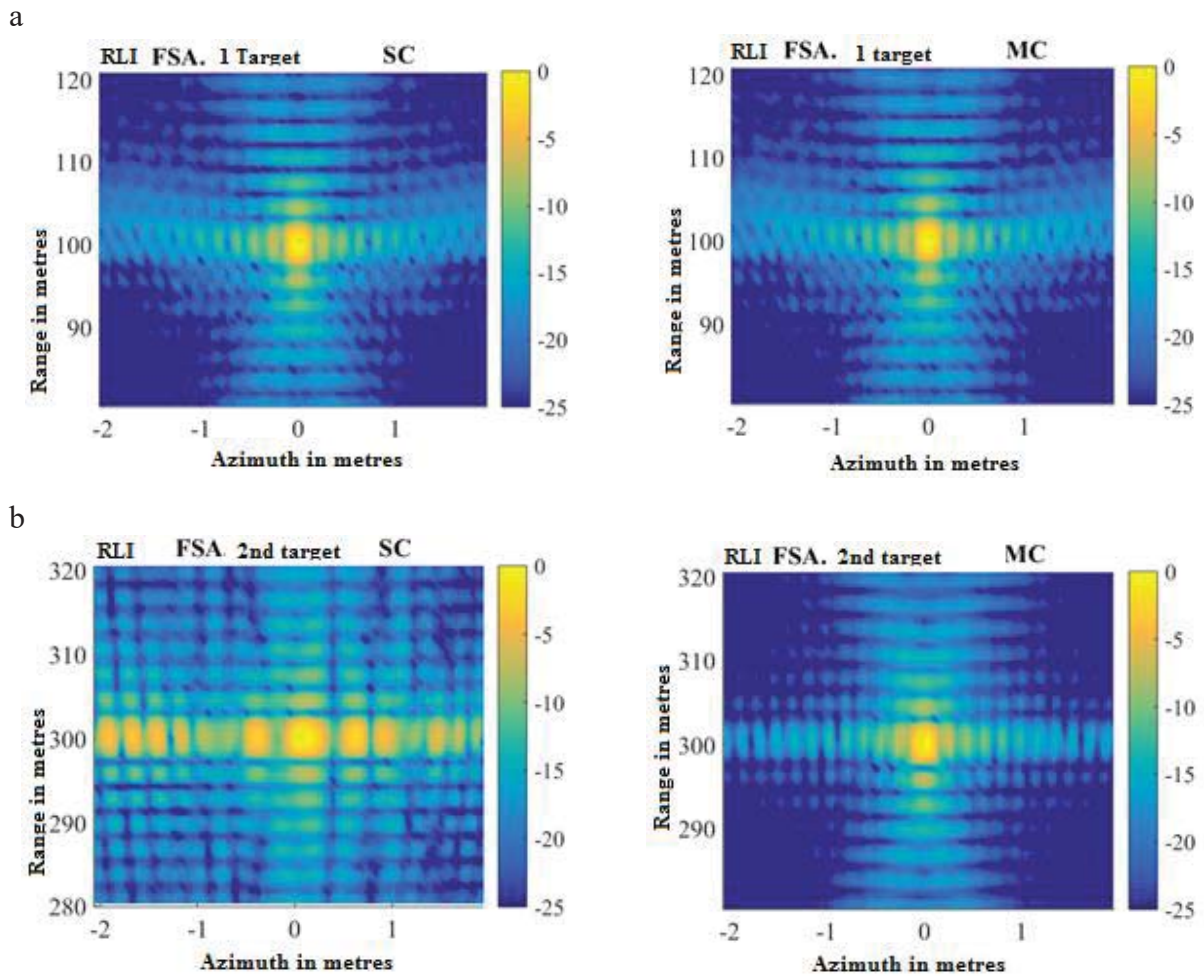 a
RLI FSA. 1 Target SC
120
110
100
90
Range in metres
-2 -1 0 1
Azimuth in metres
0
-5
-10
-15
-20
-25
RLI FSA. 1 target MC
120
110
100
90
Range in metres
-2 -1 0 1
Azimuth in metres
0
-5
-10
-15
-20
-25
b
RLI FSA. 2nd target SC
320
310
300
290
280
Range in metres
-2 -1 0 1
Azimuth in metres
0
-5
-10
-15
-20
-25
RLI FSA. 2nd target MC
320
310
300
290
Range in metres
-2 -1 0 1
Azimuth in metres
0
-5
-10
-15
-20
-25